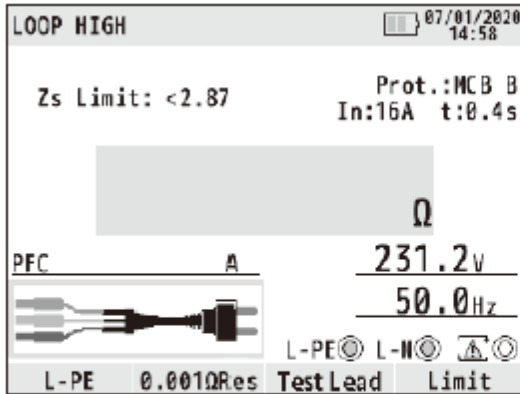 LOOP HIGH 07/01/2020
14:58
Zs Limit: <2.87 Prot.:MCB B
In:16A t:0.4s
Ω
PFC A 231.2V
50.0Hz
L-PE L-N
L-PE 0.001ΩRes Test Lead Limit